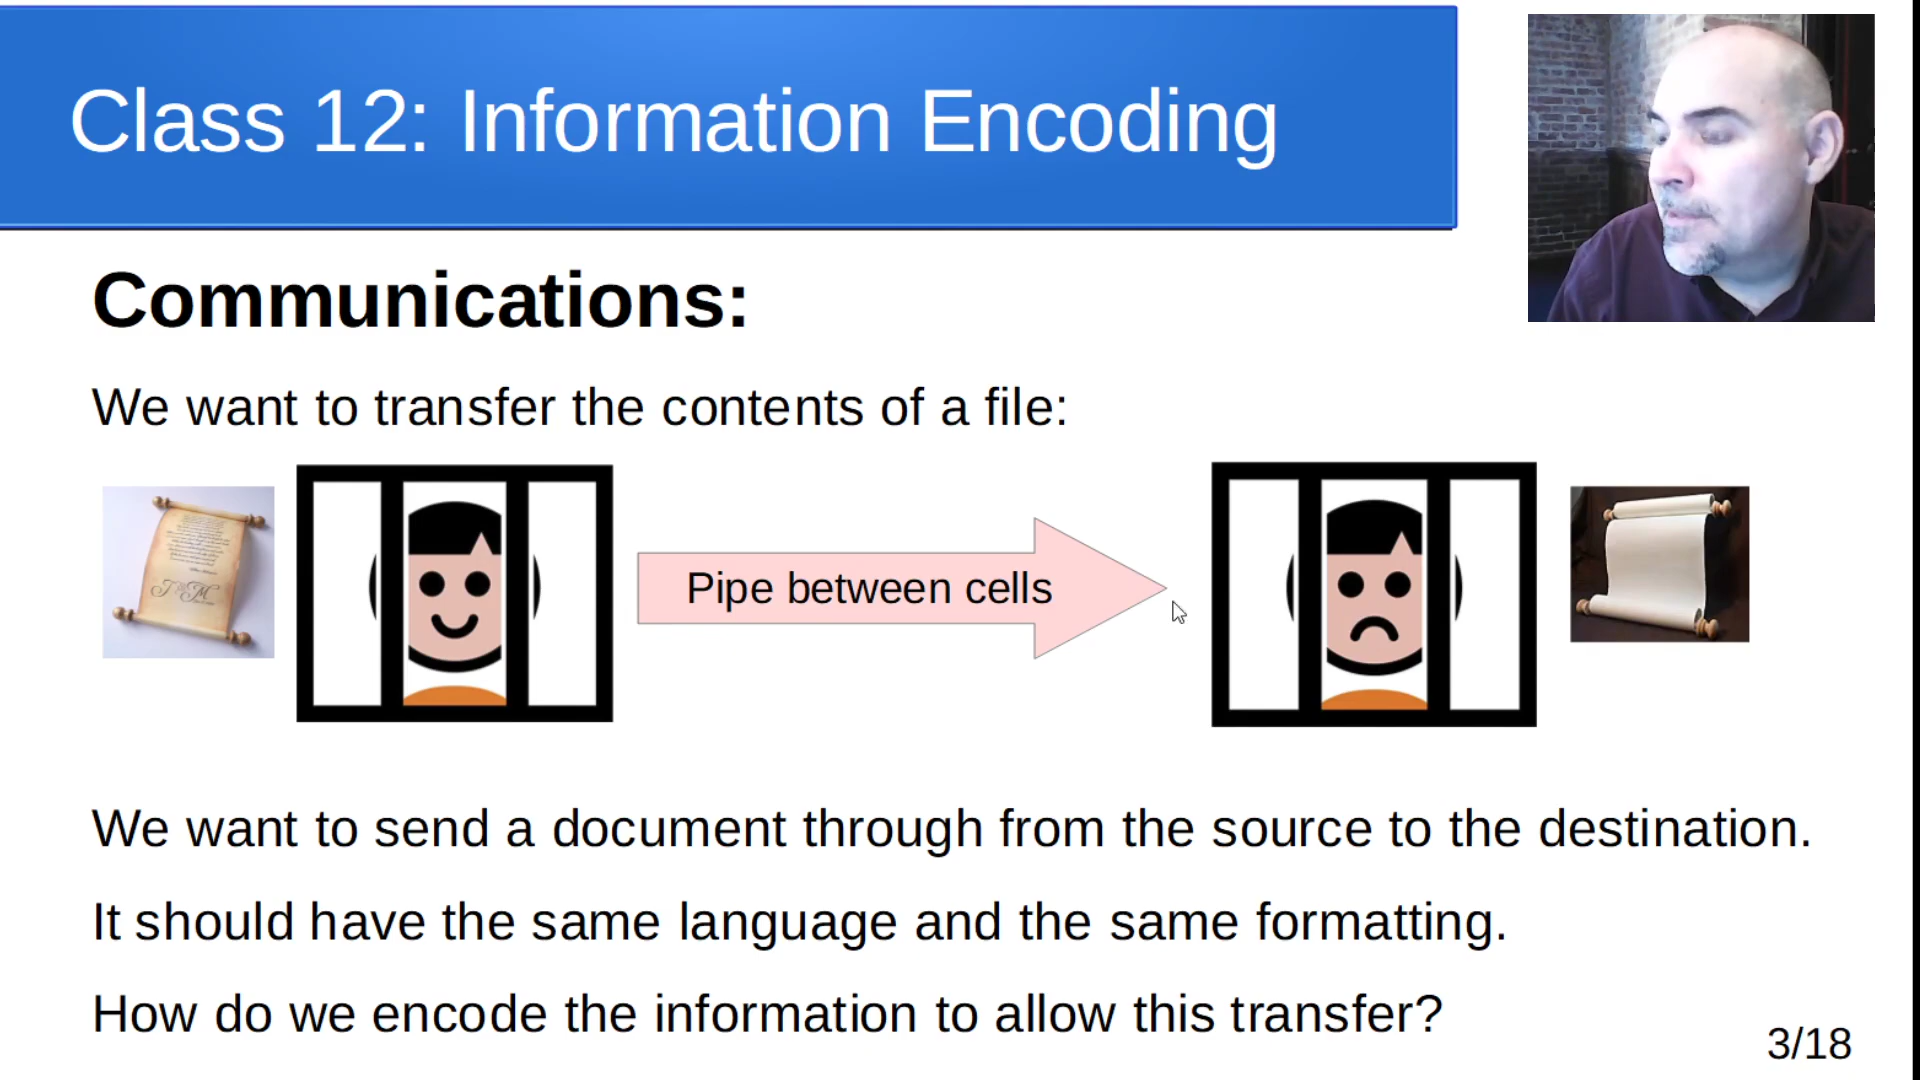 Class 12: Information Encoding
Communications:
We want to transfer the contents of a file:
Pipe between cells
We want to send a document through from the source to the destination.
It should have the same language and the same formatting.
How do we encode the information to allow this transfer?
3/18